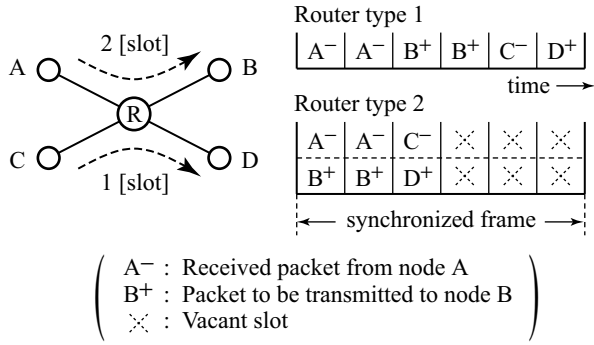 2 [slot]
A
B
R
C
D
1 [slot]
Router type 1
A− A− B+ B+ C− D+
time
Router type 2
A− A− C−
B+ B+ D+
synchronized frame
A− : Received packet from node A
B+ : Packet to be transmitted to node B
: Vacant slot